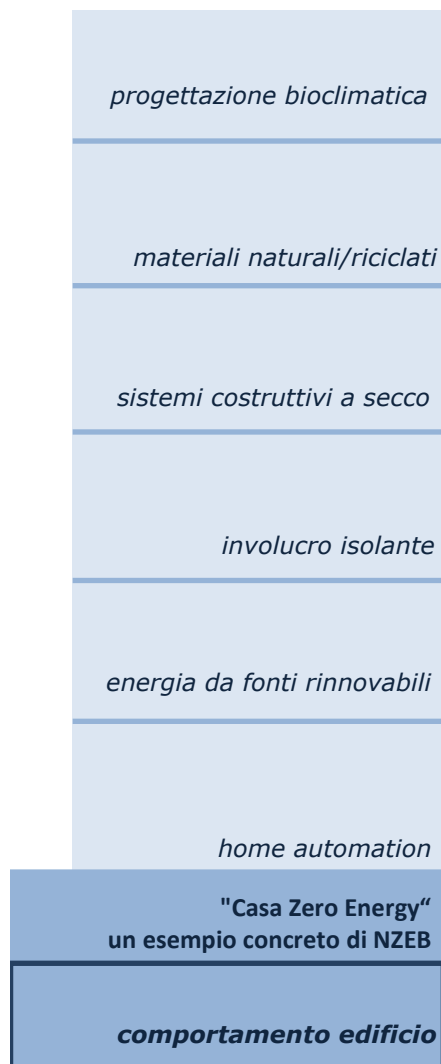 progettazione bioclimatica
materiali naturali/riciclati
sistemi costruttivi a secco
involucro isolante
energia da fonti rinnovabili
home automation
"Casa Zero Energy“
un esempio concreto di NZEB
comportamento edificio